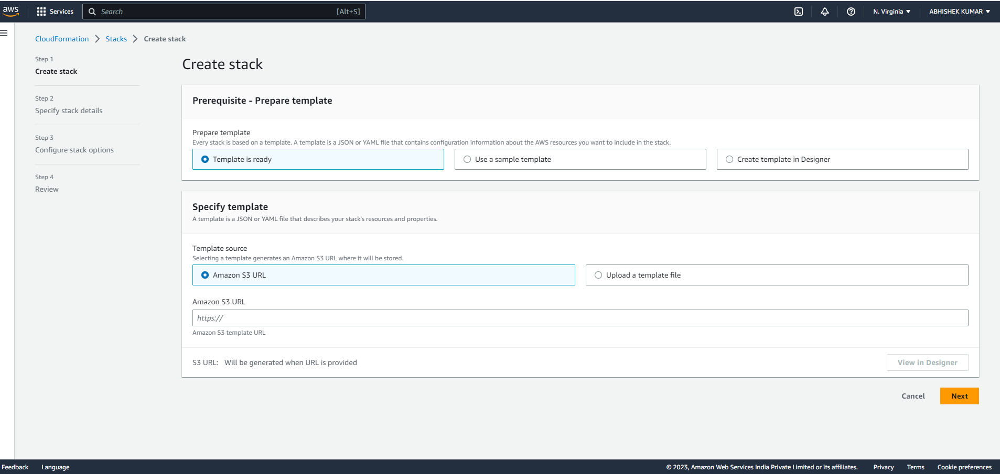 aws
Services
Search
[Alt+S]
N. Virginia
ABHISHEK KUMAR
CloudFormation
Stacks
Create stack
Step 1
Create stack
Step 2
Specify stack details
Step 3
Configure stack options
Step 4
Review
Create stack
Prerequisite - Prepare template
Prepare template
Every stack is based on a template. A template is a JSON or YAML file that contains configuration information about the AWS resources you want to include in the stack.
Template is ready
Use a sample template
Create template in Designer
Specify template
A template is a JSON or YAML file that describes your stack's resources and properties.
Template source
Selecting a template generates an Amazon S3 URL where it will be stored.
Amazon S3 URL
Upload a template file
Amazon S3 URL
https://
Amazon S3 template URL
S3 URL: Will be generated when URL is provided
View in Designer
Cancel
Next
Feedback
Language
© 2023, Amazon Web Services India Private Limited or its affiliates.
Privacy
Terms
Cookie preferences